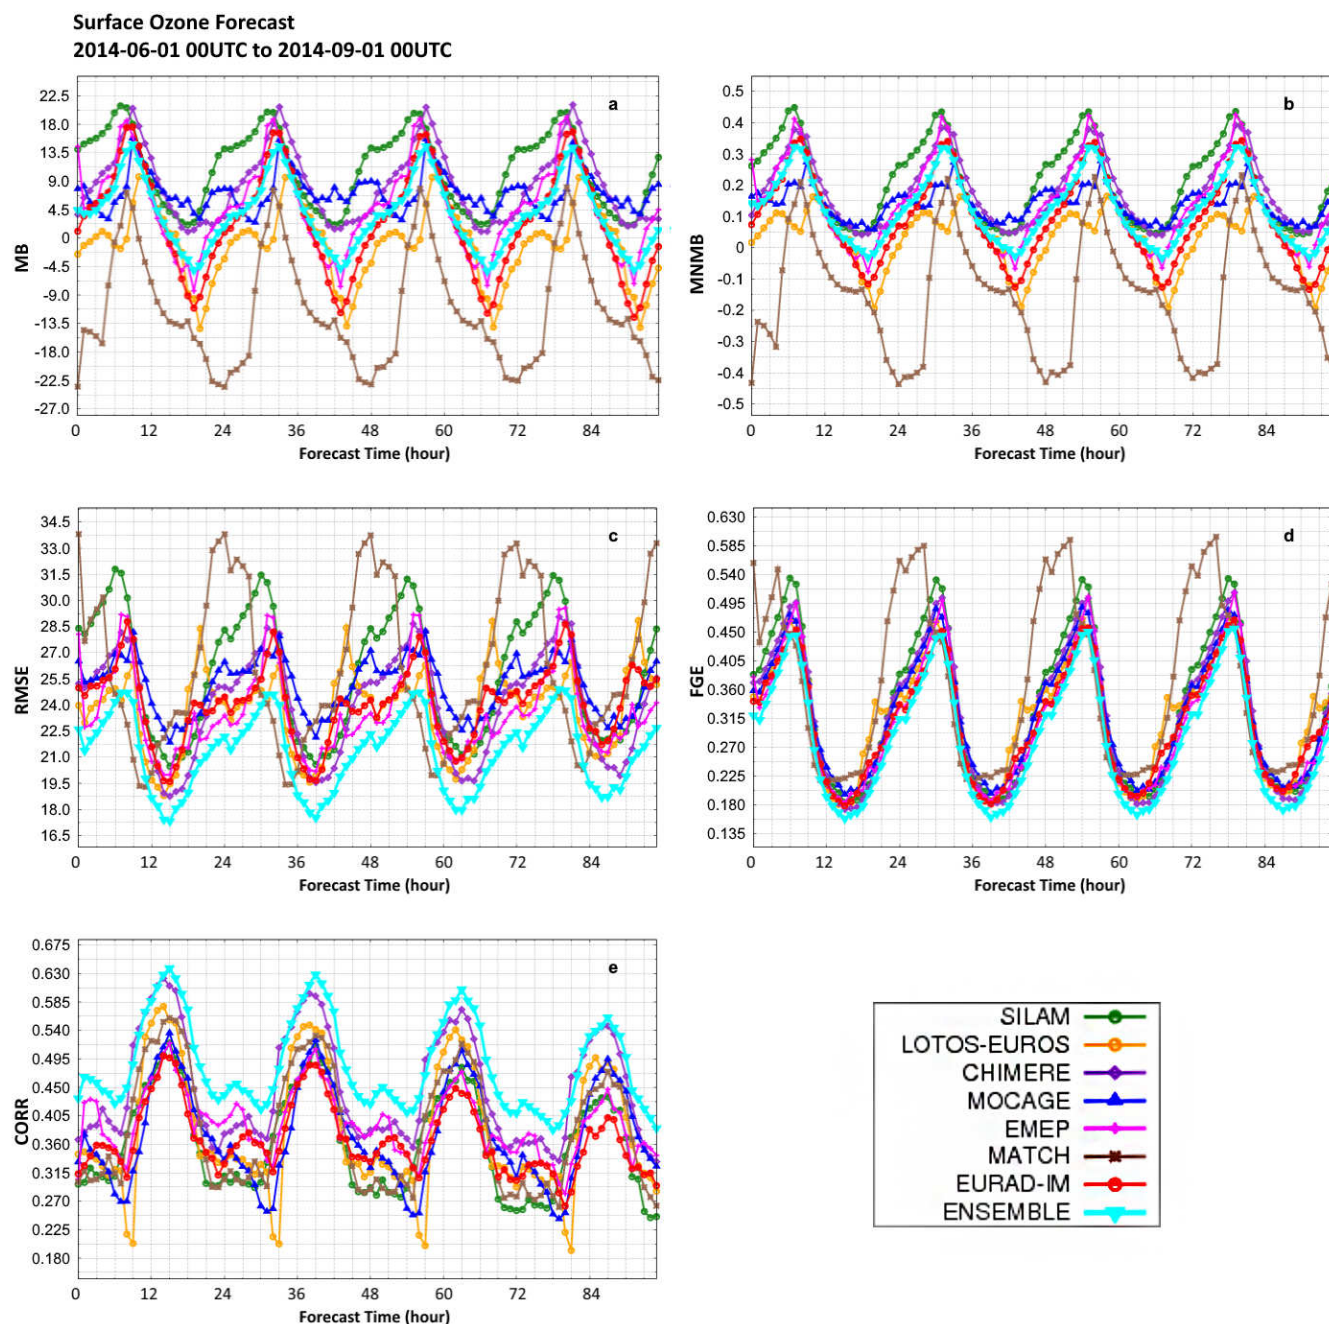 Surface Ozone Forecast
2014-06-01 00UTC to 2014-09-01 00UTC
a
22.5
18.0
13.5
9.0
4.5
0
-4.5
-9.0
-13.5
-18.0
-22.5
-27.0
MB
0 12 24 36 48 60 72 84
Forecast Time (hour)
b
0.5
0.4
0.3
0.2
0.1
0
-0.1
-0.2
-0.3
-0.4
-0.5
MNMB
0 12 24 36 48 60 72 84
Forecast Time (hour)
c
34.5
33.0
31.5
30.0
28.5
27.0
25.5
24.0
22.5
21.0
19.5
18.0
16.5
RMSE
0 12 24 36 48 60 72 84
Forecast Time (hour)
d
0.630
0.585
0.540
0.495
0.450
0.405
0.360
0.315
0.270
0.225
0.180
0.135
FGE
0 12 24 36 48 60 72 84
Forecast Time (hour)
e
0.675
0.630
0.585
0.540
0.495
0.450
0.405
0.360
0.315
0.270
0.225
0.180
CORR
0 12 24 36 48 60 72 84
Forecast Time (hour)
SILAM
LOTOS-EUROS
CHIMERE
MOCAGE
EMEP
MATCH
EURAD-IM
ENSEMBLE